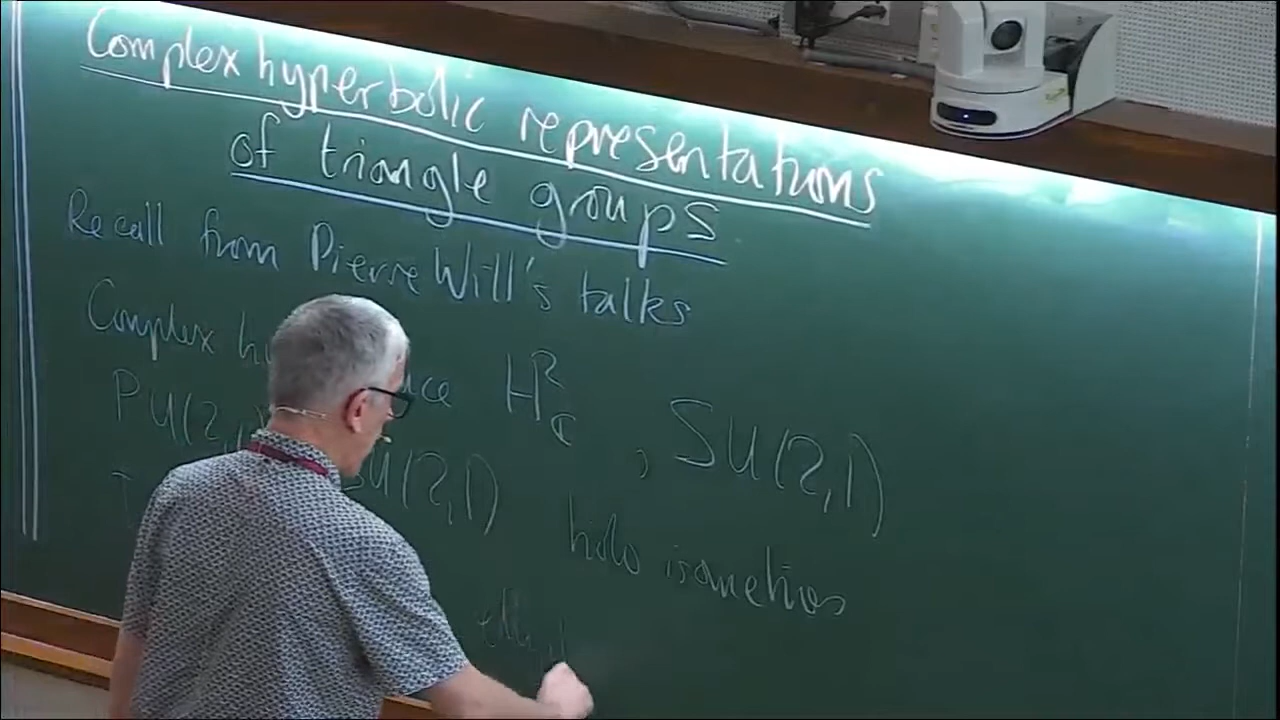 Complex hyperbolic representations
of triangle groups
Recall from Pierre Will's talks
Complex H²_ℂ , SU(2,1)
PU(2,1) SU(2,1) holo isometries